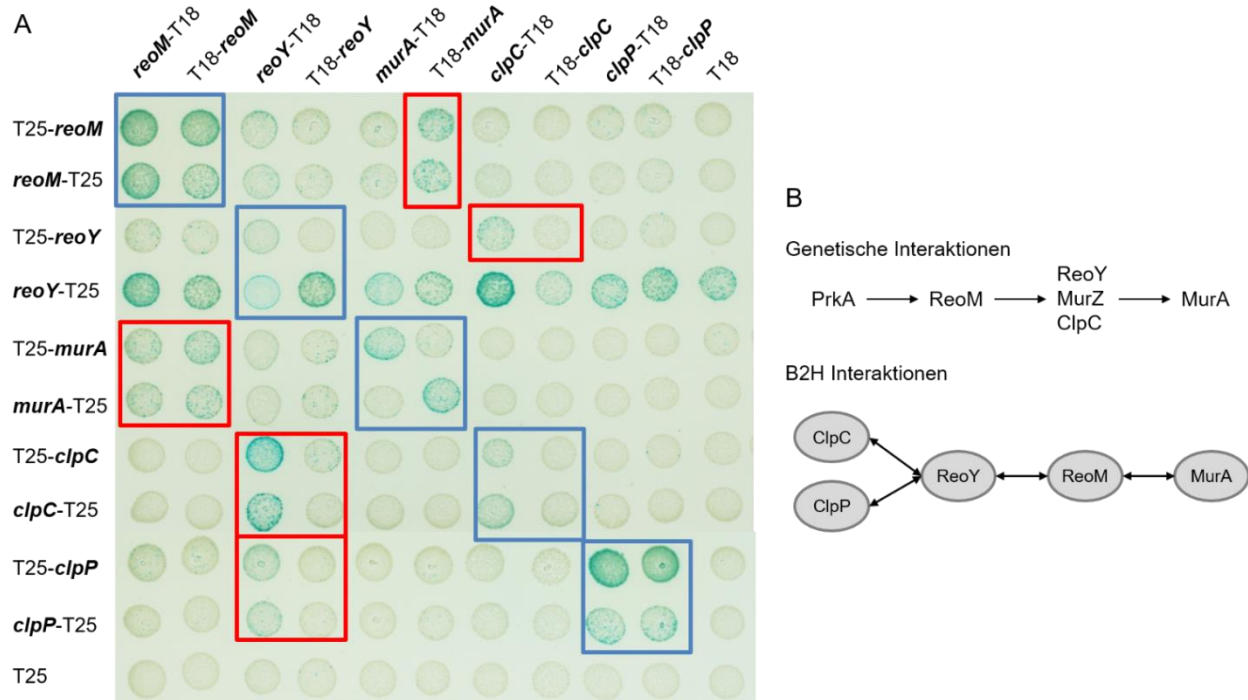 A
reoM-T18
T18-reoM
reoY-T18
T18-reoY
murA-T18
T18-murA
clpC-T18
T18-clpC
clpP-T18
T18-clpP
T18
T25-reoM
reoM-T25
T25-reoY
reoY-T25
T25-murA
murA-T25
T25-clpC
clpC-T25
T25-clpP
clpP-T25
T25
B
Genetische Interaktionen
ReoY
PrkA ReoM MurZ MurA
ClpC
B2H Interaktionen
ClpC
ReoY ReoM MurA
ClpP